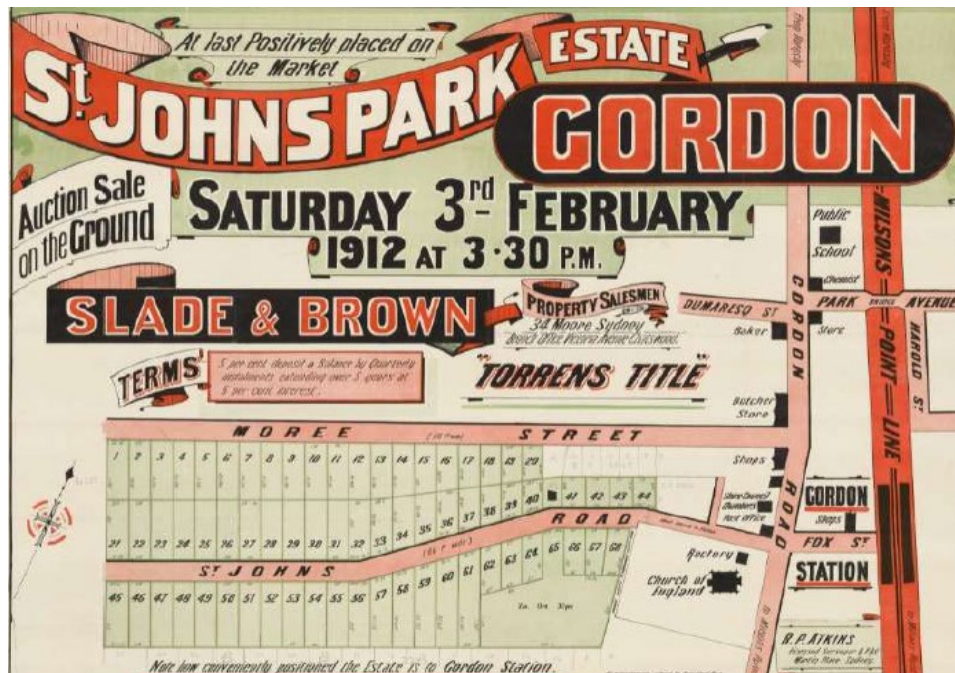 At last Positively placed on
the Market
St. JOHNS PARK
ESTATE
GORDON
Auction Sale
on the Ground
SATURDAY 3rd FEBRUARY
1912 AT 3·30 P.M.
SLADE & BROWN
PROPERTY SALESMEN
34 Moore Sydney
TERMS
5 per cent deposit & Balance by Quarterly
instalments extending over 5 years at
5 per cent interest.
"TORRENS TITLE"
Public
School
Chemist
DUMARESQ ST
PARK BRIDGE AVENUE
Baker
Store
HAROLD ST
GORDON ROAD
MILSONS POINT LINE
Butcher
Store
Shops
MOREE STREET
1 2 3 4 5 6 7 8 9 10 11 12 13 14 15 16 17 18 19 20
21 22 23 24 25 26 27 28 29 30 31 32 33 34 35 36 37 38 39 40 41 42 43 44
Shire Council
Chambers
Post Office
GORDON
Shops
FOX ST
STATION
ST JOHNS ROAD
45 46 47 48 49 50 51 52 53 54 55 56 57 58 59 60 61 62 63 64 65 66 67 68
Rectory
Church of
England
B.P. ATKINS
Martin Place Sydney
Note how conveniently positioned the Estate is to Gordon Station.